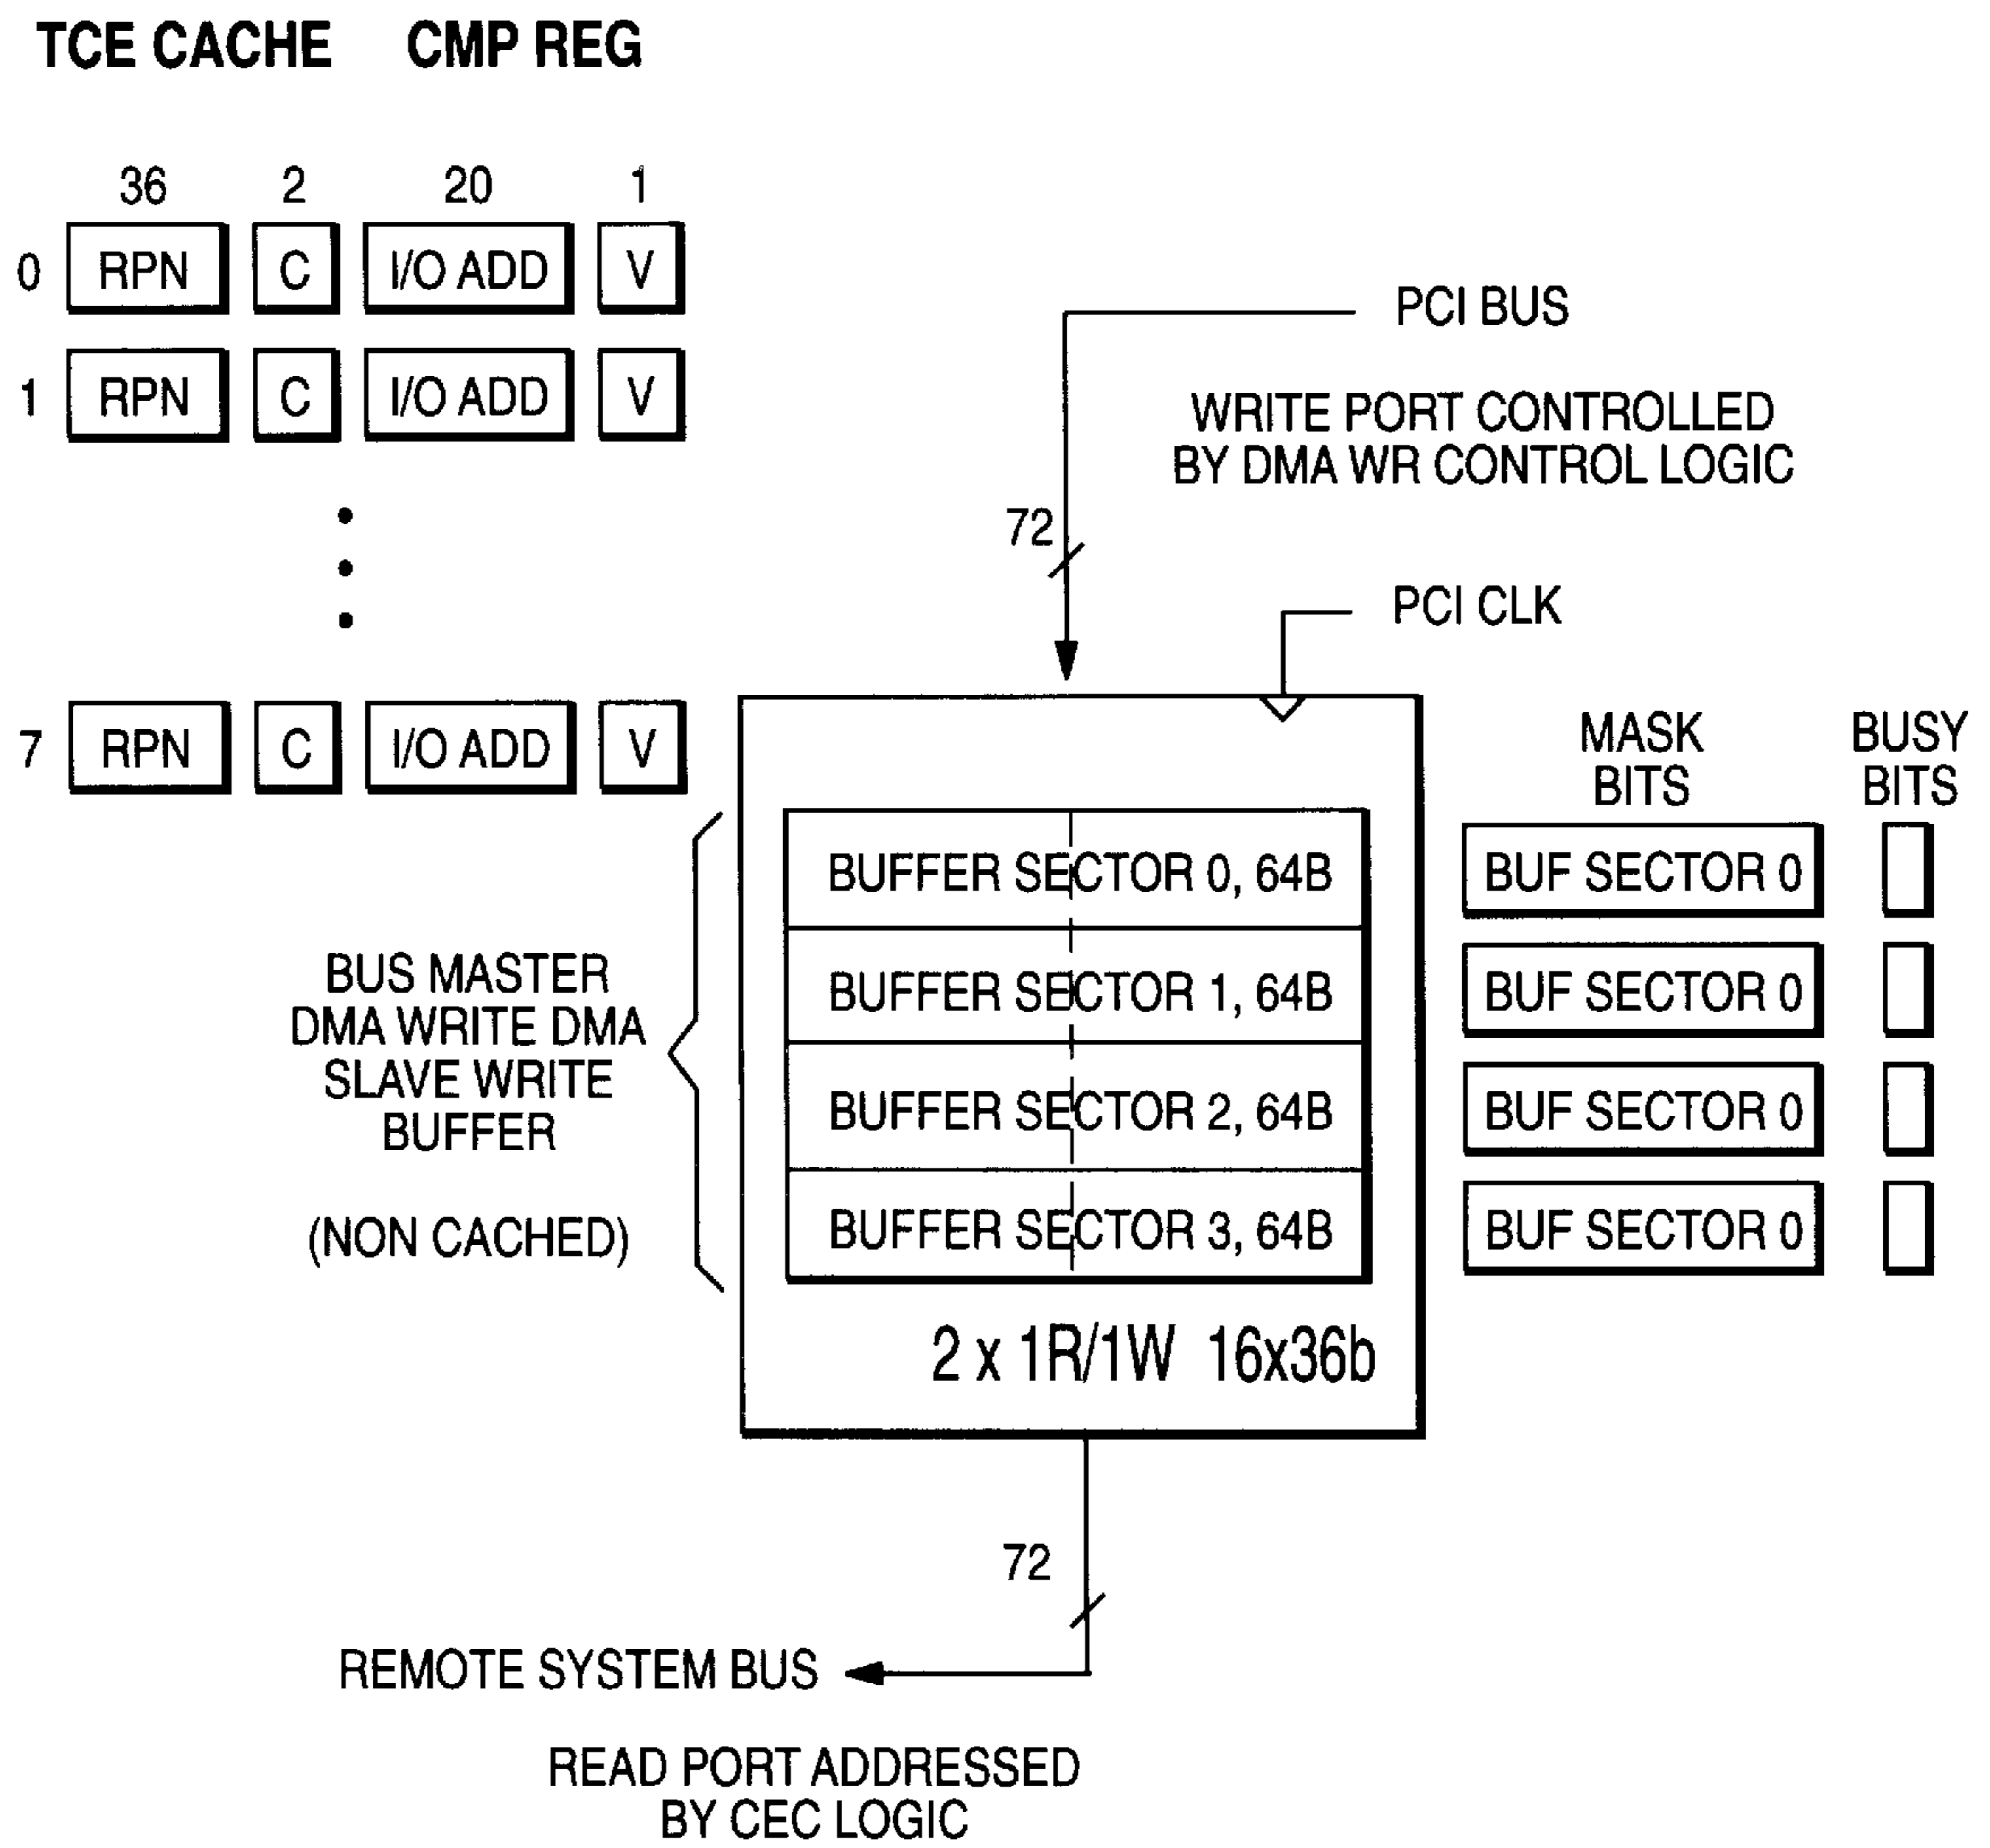 TCE CACHE CMP REG
36 2 20 1
0 RPN C I/O ADD V
1 RPN C I/O ADD V
7 RPN C I/O ADD V
PCI BUS
WRITE PORT CONTROLLED
BY DMA WR CONTROL LOGIC
72
PCI CLK
MASK
BITS
BUSY
BITS
BUFFER SECTOR 0, 64B
BUFFER SECTOR 1, 64B
BUFFER SECTOR 2, 64B
BUFFER SECTOR 3, 64B
BUF SECTOR 0
BUF SECTOR 0
BUF SECTOR 0
BUF SECTOR 0
BUS MASTER
DMA WRITE DMA
SLAVE WRITE
BUFFER
(NON CACHED)
2 x 1R/1W 16x36b
72
REMOTE SYSTEM BUS
READ PORT ADDRESSED
BY CEC LOGIC